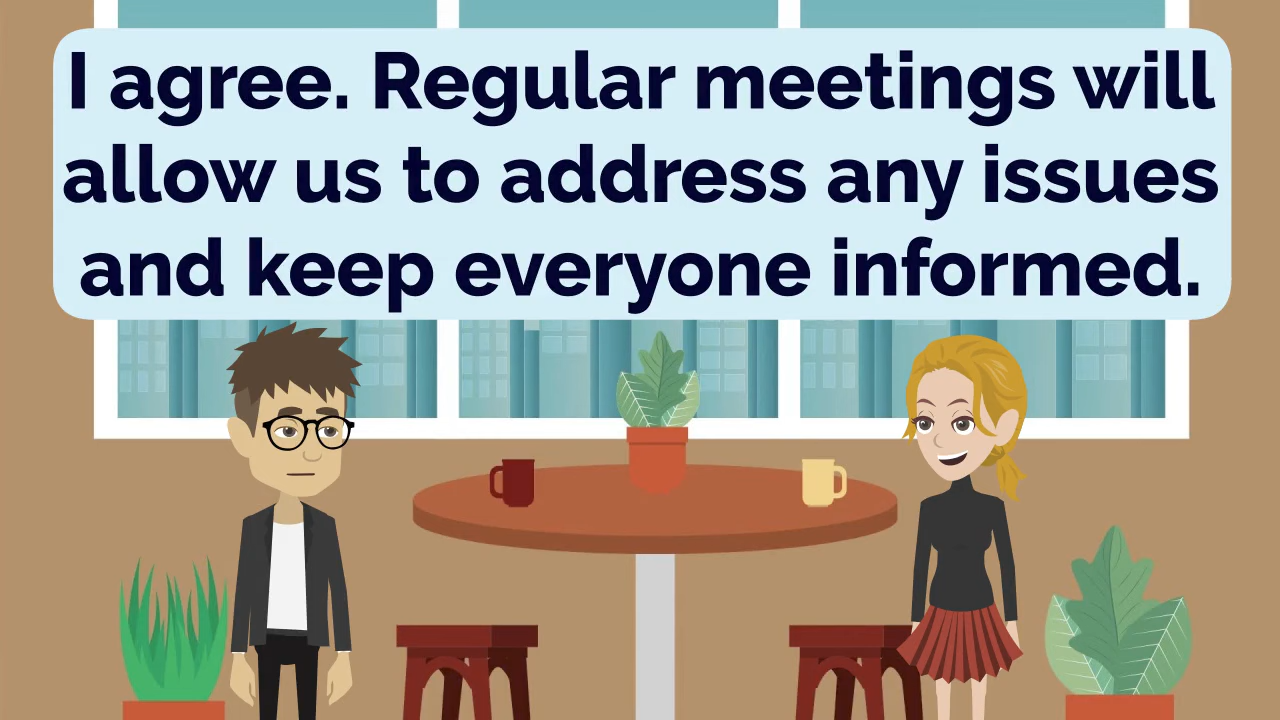 I agree. Regular meetings will
allow us to address any issues
and keep everyone informed.